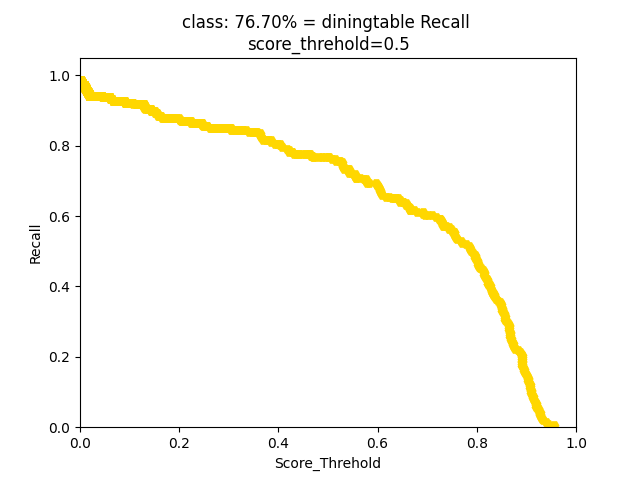 class: 76.70% = diningtable Recall
score_threhold=0.5
1.0
0.8
0.6
0.4
0.2
0.0
Recall
0.0 0.2 0.4 0.6 0.8 1.0
Score_Threhold